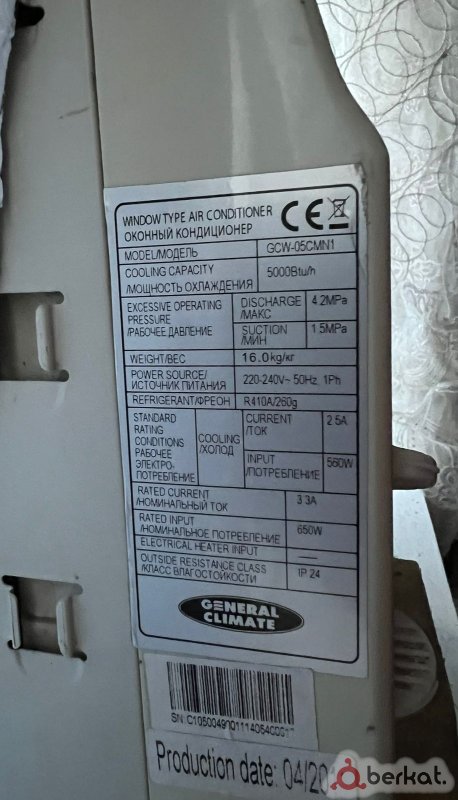 WINDOW TYPE AIR CONDITIONER
ОКОННЫЙ КОНДИЦИОНЕР
CE
MODEL/МОДЕЛЬ GCW-05CMN1
COOLING CAPACITY
/МОЩНОСТЬ ОХЛАЖДЕНИЯ 5000Btu/h
EXCESSIVE OPERATING
PRESSURE
/РАБОЧЕЕ ДАВЛЕНИЕ
DISCHARGE
/МАКС 4.2MPa
SUCTION
/МИН 1.5MPa
WEIGHT/ВЕС 16.0kg/кг
POWER SOURCE/
ИСТОЧНИК ПИТАНИЯ 220-240V~ 50Hz, 1Ph
REFRIGERANT/ФРЕОН R410A/260g
STANDARD
RATING
CONDITIONS
РАБОЧЕЕ
ЭЛЕКТРО-
ПОТРЕБЛЕНИЕ
COOLING
/ХОЛОД
CURRENT
/ТОК 2.5A
INPUT
/ПОТРЕБЛЕНИЕ 560W
RATED CURRENT
/НОМИНАЛЬНЫЙ ТОК 3.3A
RATED INPUT
/НОМИНАЛЬНОЕ ПОТРЕБЛЕНИЕ 650W
ELECTRICAL HEATER INPUT ——
OUTSIDE RESISTANCE CLASS
/КЛАСС ВЛАГОСТОЙКОСТИ IP 24
GENERAL
CLIMATE
SN:
Production date:
berkat.